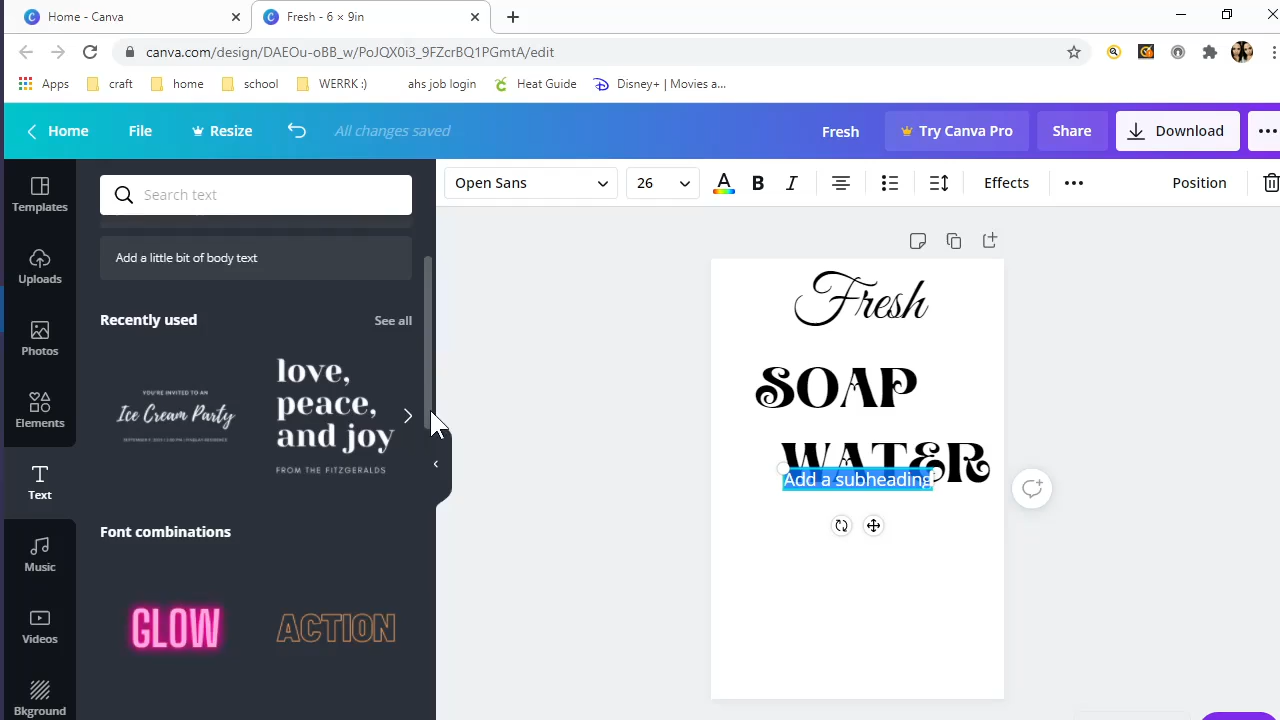 Home - Canva
Fresh - 6 × 9in
canva.com/design/DAEOu-oBB_w/PoJQX0i3_9FZcrBQ1PGmtA/edit
Apps
craft
home
school
WERRK :)
ahs job login
Heat Guide
Disney+ | Movies a...
Home
File
Resize
All changes saved
Fresh
Try Canva Pro
Share
Download
Templates
Uploads
Photos
Elements
Text
Music
Videos
Bkground
Search text
Add a little bit of body text
Recently used
See all
YOU'RE INVITED TO AN
Ice Cream Party
love,
peace,
and joy
FROM THE FITZGERALDS
Font combinations
GLOW
ACTION
Open Sans
26
A
B
I
Effects
Position
Fresh
SOAP
WATER
Add a subheading